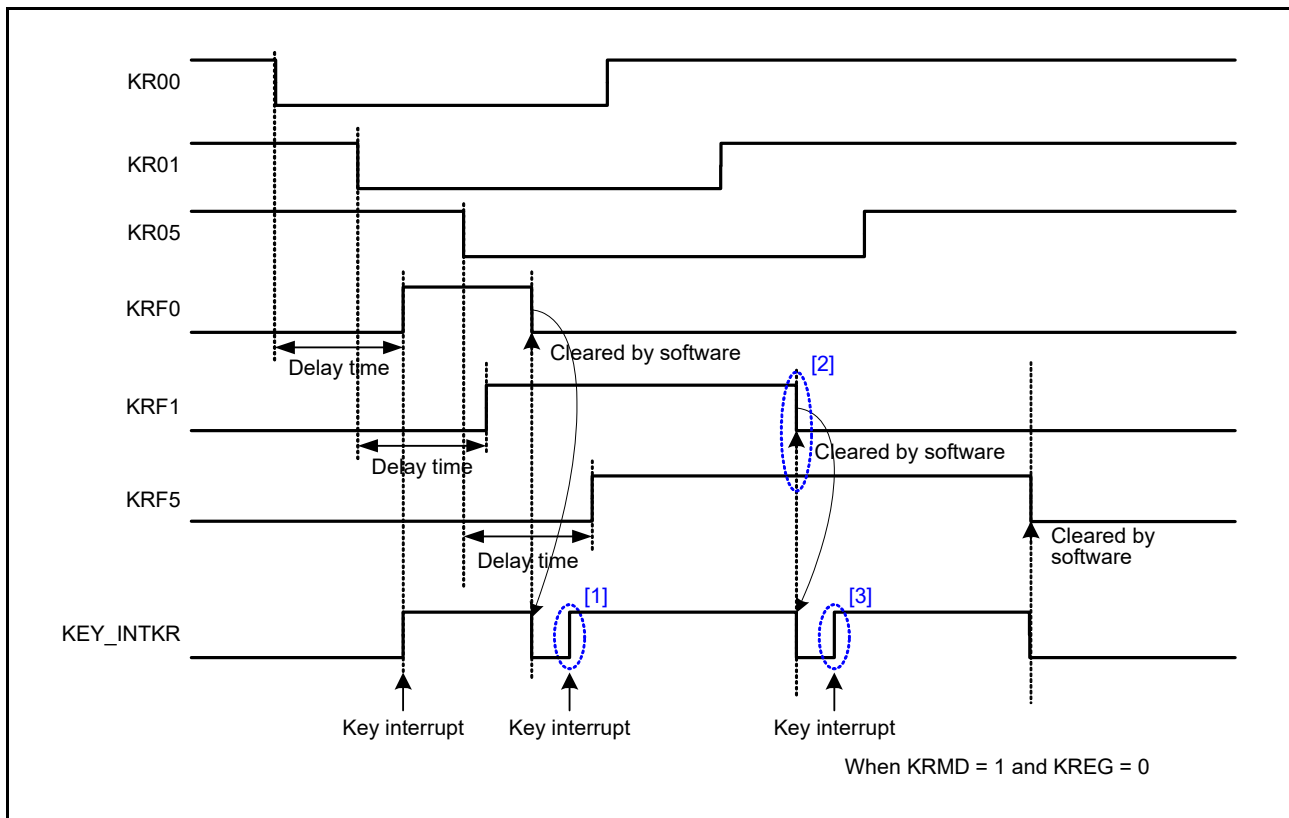 KR00
KR01
KR05
KRF0
Cleared by software
Delay time
[2]
KRF1
Cleared by software
Delay time
KRF5
Cleared by
software
Delay time
[1]
[3]
KEY_INTKR
Key interrupt
Key interrupt
Key interrupt
When KRMD = 1 and KREG = 0